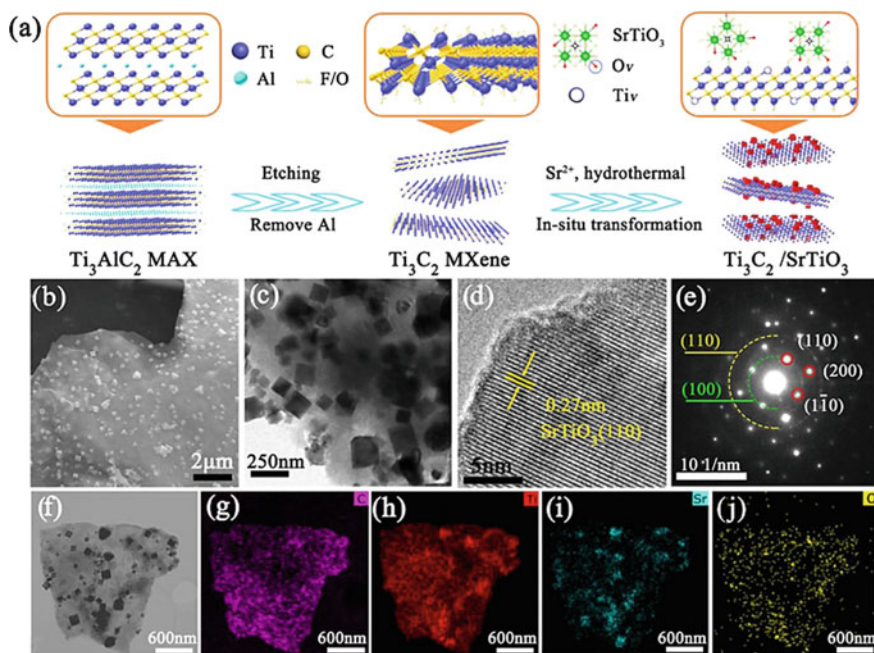 (a)
Ti
C
Al
F/O
SrTiO₃
Ov
Tiv
Etching
Remove Al
Sr²⁺, hydrothermal
In-situ transformation
Ti₃AlC₂ MAX
Ti₃C₂ MXene
Ti₃C₂ /SrTiO₃
(b)
2μm
(c)
250nm
(d)
0.27nm
SrTiO₃(110)
5nm
(e)
(110)
(110)
(200)
(100)
(11̄0)
10 1/nm
(f)
600nm
(g)
C
600nm
(h)
Ti
600nm
(i)
Sr
600nm
(j)
600nm